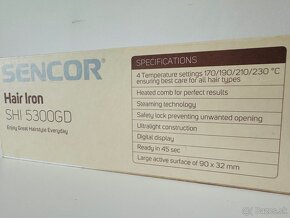 SENCOR®
Hair Iron
SHI 5300GD
Enjoy Great Hairstyle Everyday
SPECIFICATIONS:
4 Temperature settings 170/190/210/230 °C
ensuring best care for all hair types
Heated comb for perfect results
Steaming technology
Safety lock preventing unwanted opening
Ultralight construction
Digital display
Ready in 45 sec
Large active surface of 90 x 32 mm
bazos.sk